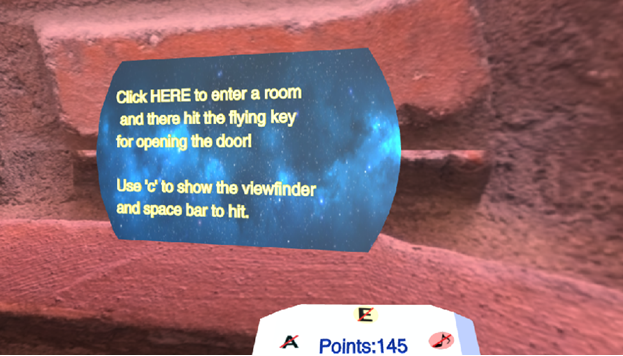 Click HERE to enter a room
and there hit the flying key
for opening the door!
Use 'c' to show the viewfinder
and space bar to hit.
E
A Points:145